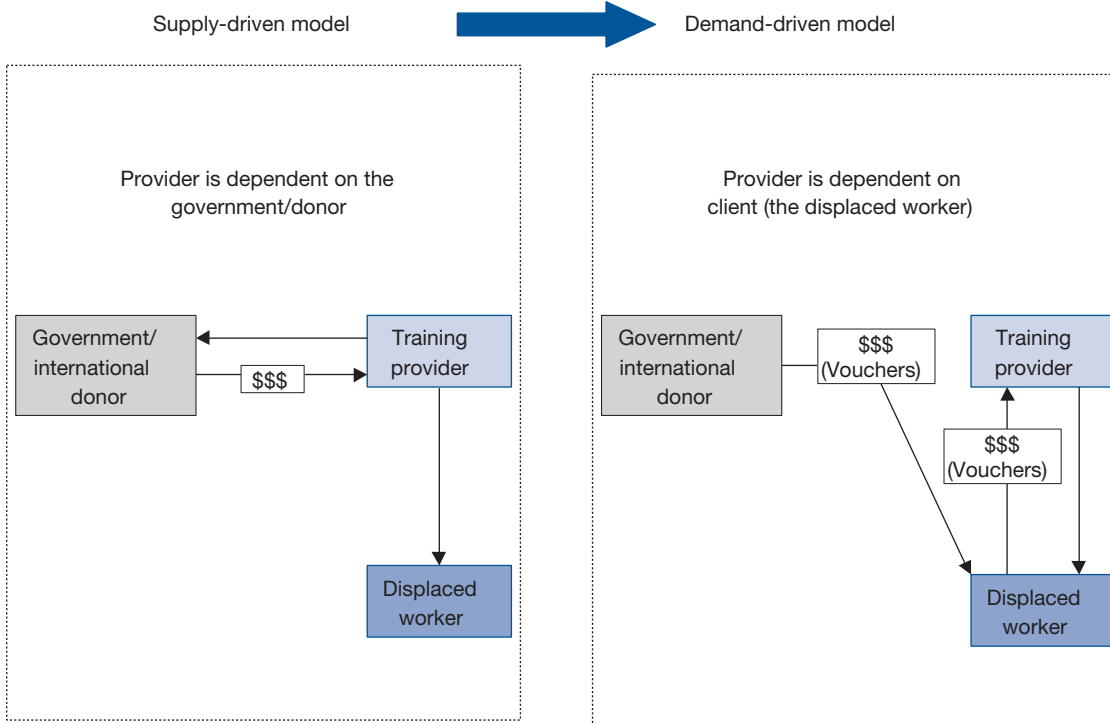 Supply-driven model
Demand-driven model
Provider is dependent on the
government/donor
Government/
international
donor
$$$
Training
provider
Displaced
worker
Provider is dependent on
client (the displaced worker)
Government/
international
donor
$$$
(Vouchers)
Training
provider
$$$
(Vouchers)
Displaced
worker